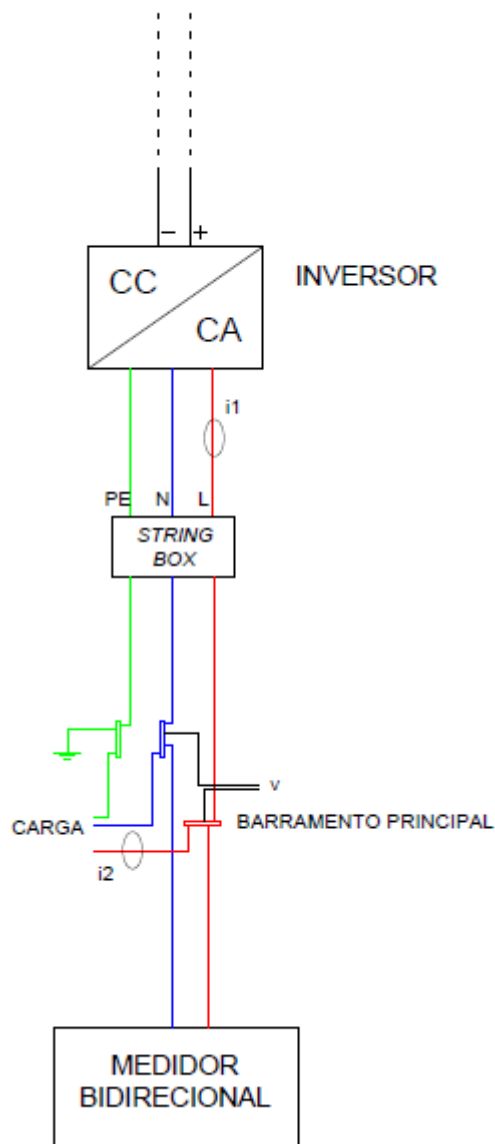 − +
CC
CA
INVERSOR
i1
PE N L
STRING
BOX
v
CARGA
BARRAMENTO PRINCIPAL
i2
MEDIDOR
BIDIRECIONAL